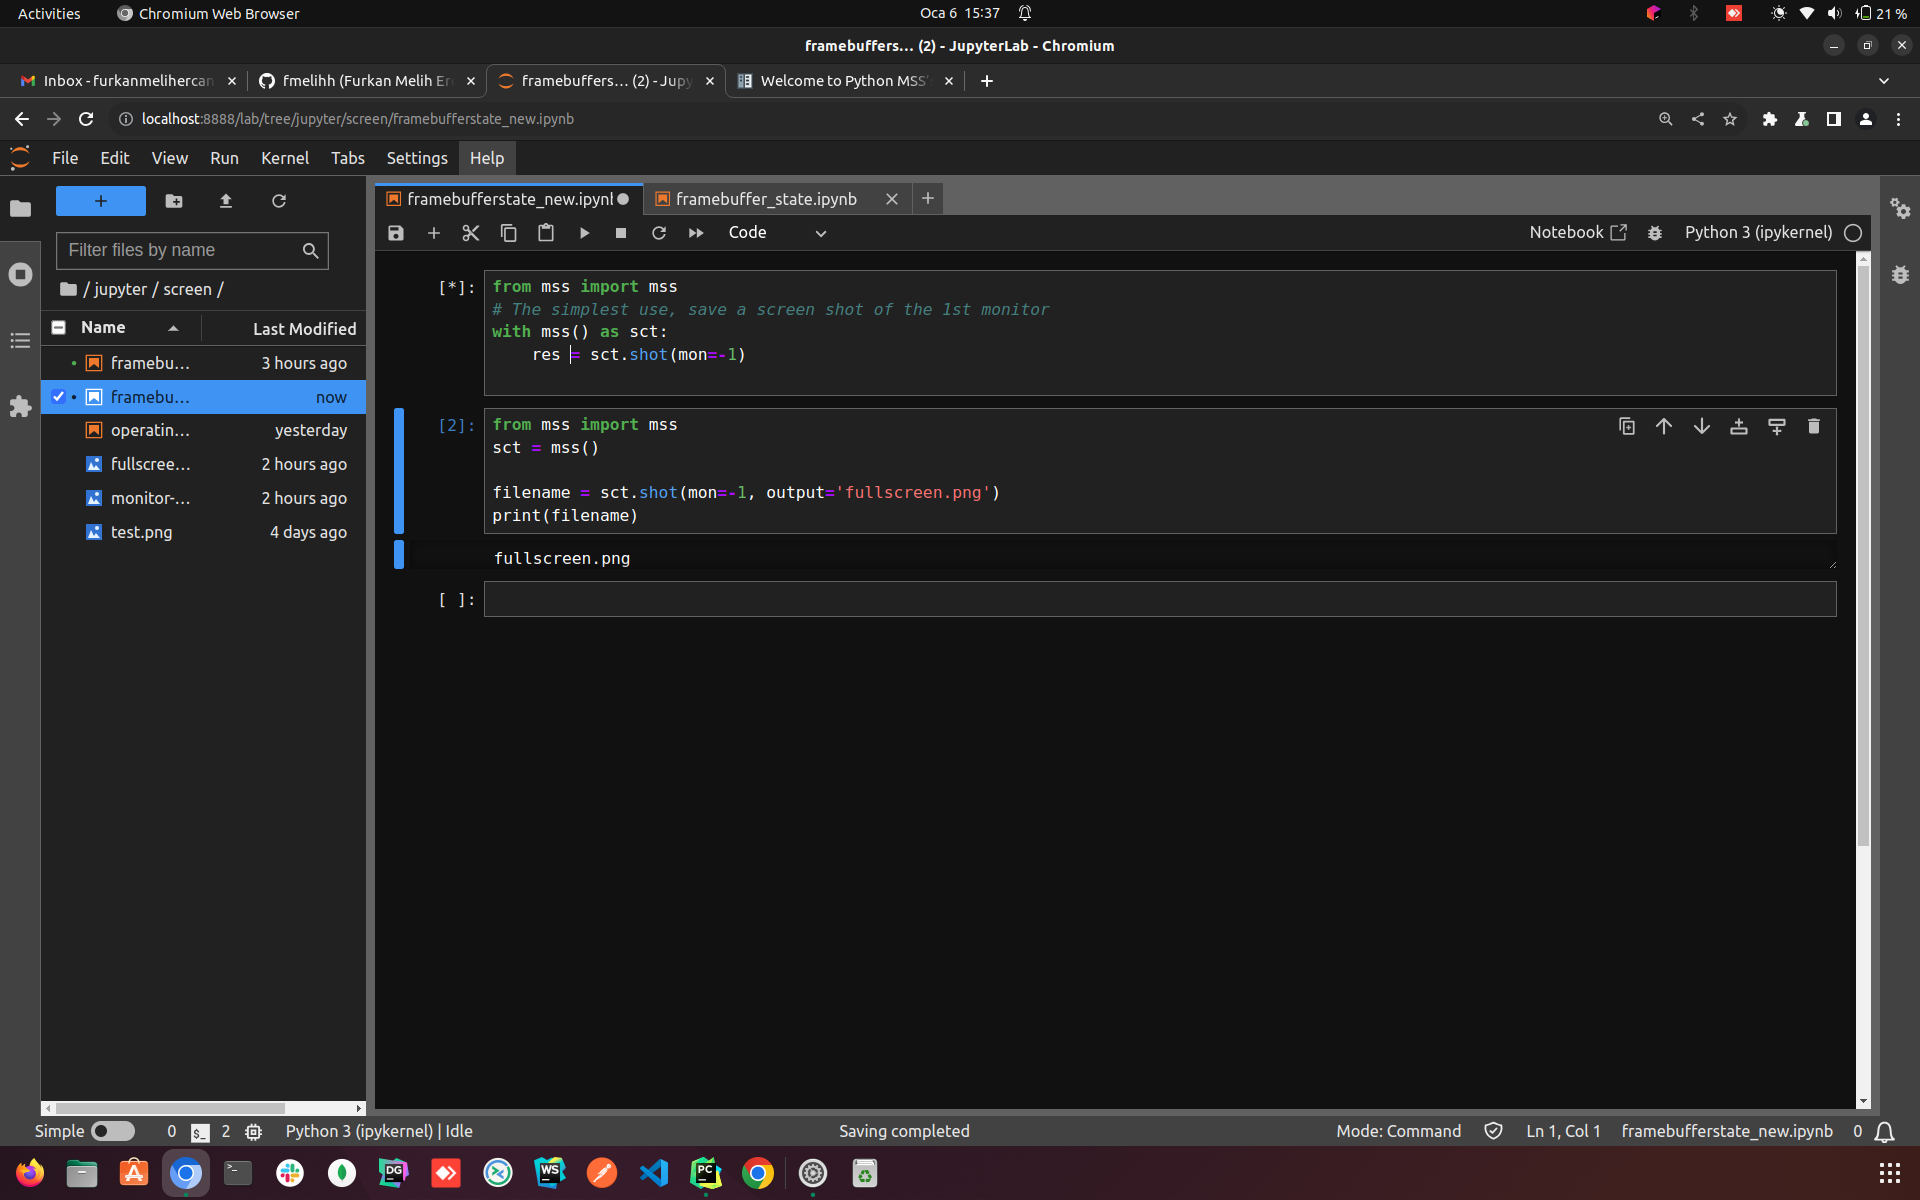 Activities
Chromium Web Browser
Oca 6 15:37
21 %
framebuffers… (2) - JupyterLab - Chromium
Inbox - furkanmelihercan
fmelihh (Furkan Melih Er
framebuffers… (2) - Jupy
Welcome to Python MSS'
localhost:8888/lab/tree/jupyter/screen/framebufferstate_new.ipynb
File Edit View Run Kernel Tabs Settings Help
framebufferstate_new.ipynl
framebuffer_state.ipynb
Code
Notebook
Python 3 (ipykernel)
Filter files by name
/ jupyter / screen /
Name
Last Modified
framebu… 3 hours ago
framebu… now
operatin… yesterday
fullscree… 2 hours ago
monitor-… 2 hours ago
test.png 4 days ago
[*]:
from mss import mss
# The simplest use, save a screen shot of the 1st monitor
with mss() as sct:
    res = sct.shot(mon=-1)
[2]:
from mss import mss
sct = mss()
filename = sct.shot(mon=-1, output='fullscreen.png')
print(filename)
fullscreen.png
[ ]:
Simple
0
$_
2
Python 3 (ipykernel) | Idle
Saving completed
Mode: Command
Ln 1, Col 1
framebufferstate_new.ipynb
0
>_
DG
WS
PC